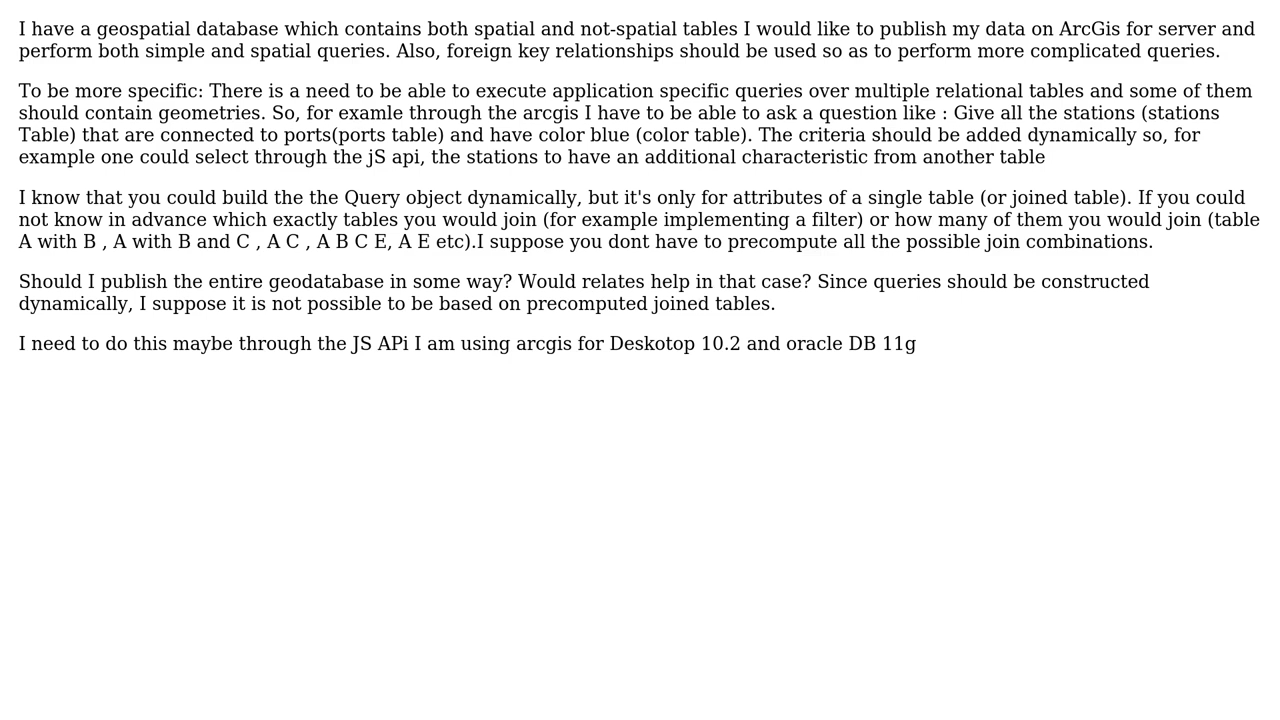 I have a geospatial database which contains both spatial and not-spatial tables I would like to publish my data on ArcGis for server and
perform both simple and spatial queries. Also, foreign key relationships should be used so as to perform more complicated queries.
To be more specific: There is a need to be able to execute application specific queries over multiple relational tables and some of them
should contain geometries. So, for examle through the arcgis I have to be able to ask a question like : Give all the stations (stations
Table) that are connected to ports(ports table) and have color blue (color table). The criteria should be added dynamically so, for
example one could select through the jS api, the stations to have an additional characteristic from another table
I know that you could build the the Query object dynamically, but it's only for attributes of a single table (or joined table). If you could
not know in advance which exactly tables you would join (for example implementing a filter) or how many of them you would join (table
A with B , A with B and C , A C , A B C E, A E etc).I suppose you dont have to precompute all the possible join combinations.
Should I publish the entire geodatabase in some way? Would relates help in that case? Since queries should be constructed
dynamically, I suppose it is not possible to be based on precomputed joined tables.
I need to do this maybe through the JS APi I am using arcgis for Deskotop 10.2 and oracle DB 11g